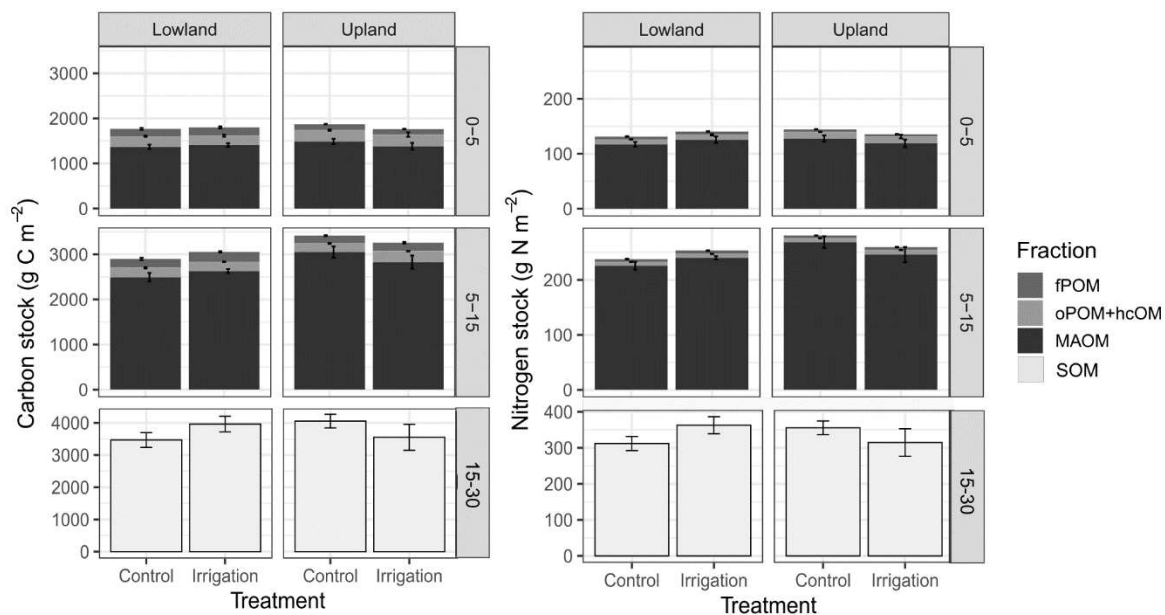 Lowland
Upland
Carbon stock (g C m⁻²)
3000
2000
1000
0
0−5
3000
2000
1000
0
5−15
4000
3000
2000
1000
0
15-30
Control
Irrigation
Control
Irrigation
Treatment
Lowland
Upland
Nitrogen stock (g N m⁻²)
200
100
0
0−5
200
100
0
5−15
400
300
200
100
0
15-30
Control
Irrigation
Control
Irrigation
Treatment
Fraction
fPOM
oPOM+hcOM
MAOM
SOM